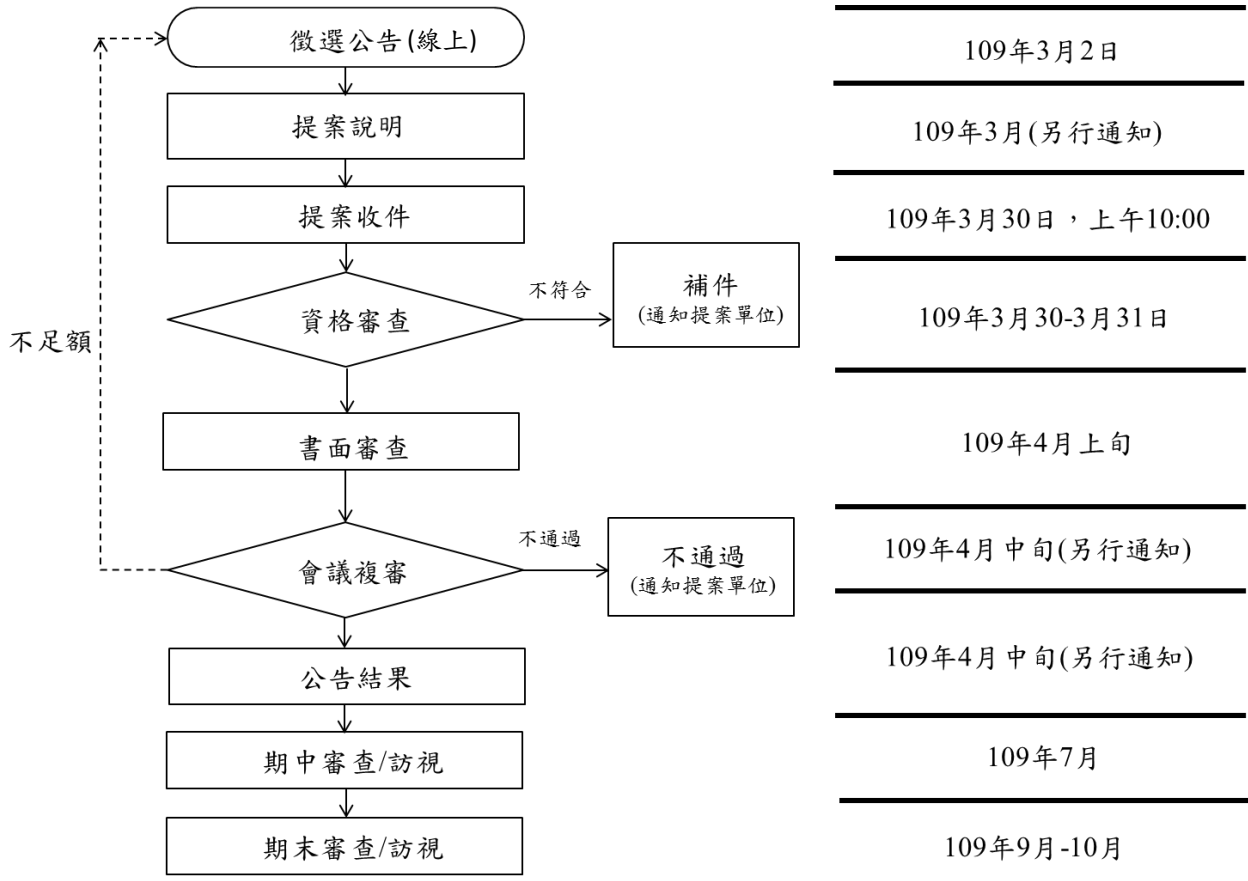 徵選公告(線上)
109年3月2日
提案說明
109年3月(另行通知)
提案收件
109年3月30日，上午10:00
資格審查
不符合
補件
(通知提案單位)
109年3月30-3月31日
不足額
書面審查
109年4月上旬
會議複審
不通過
不通過
(通知提案單位)
109年4月中旬(另行通知)
公告結果
109年4月中旬(另行通知)
期中審查/訪視
109年7月
期末審查/訪視
109年9月-10月